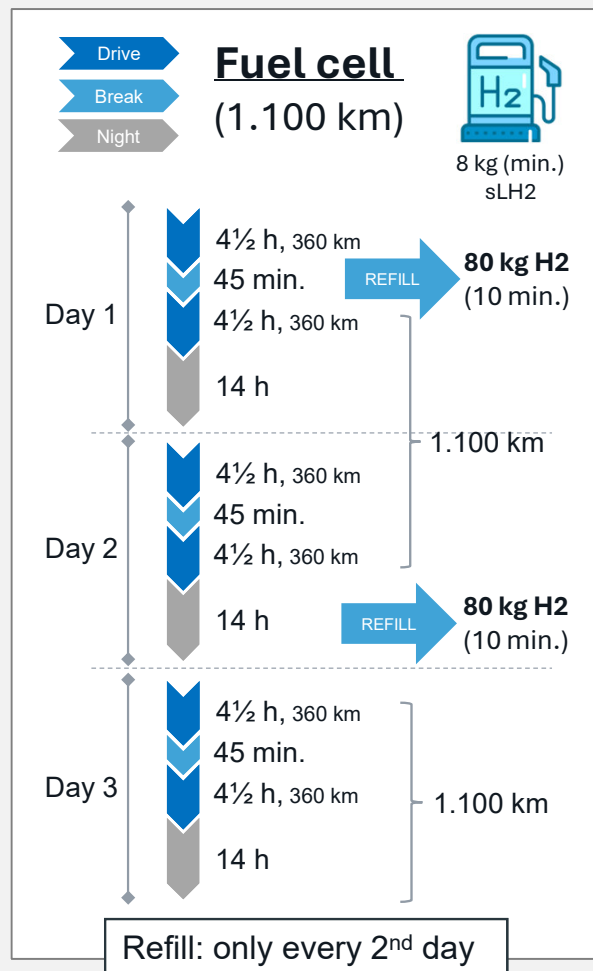 Drive
Break
Night
Fuel cell
(1.100 km)
H2
8 kg (min.)
sLH2
Day 1
4½ h, 360 km
45 min.
REFILL
80 kg H2
(10 min.)
4½ h, 360 km
14 h
1.100 km
Day 2
4½ h, 360 km
45 min.
4½ h, 360 km
14 h
REFILL
80 kg H2
(10 min.)
Day 3
4½ h, 360 km
45 min.
4½ h, 360 km
14 h
1.100 km
Refill: only every 2nd day